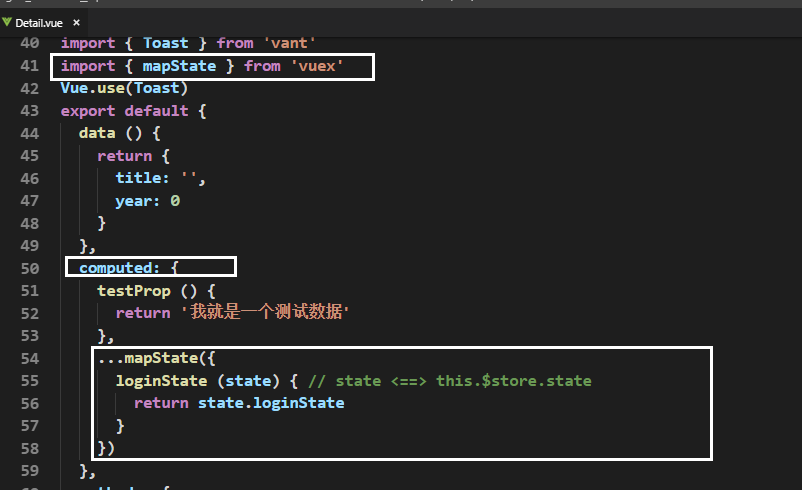 Detail.vue ×
40 import { Toast } from 'vant'
41 import { mapState } from 'vuex'
42 Vue.use(Toast)
43 export default {
44 data () {
45 return {
46 title: '',
47 year: 0
48 }
49 },
50 computed: {
51 testProp () {
52 return '我就是一个测试数据'
53 },
54 ...mapState({
55 loginState (state) { // state <==> this.$store.state
56 return state.loginState
57 }
58 })
59 },